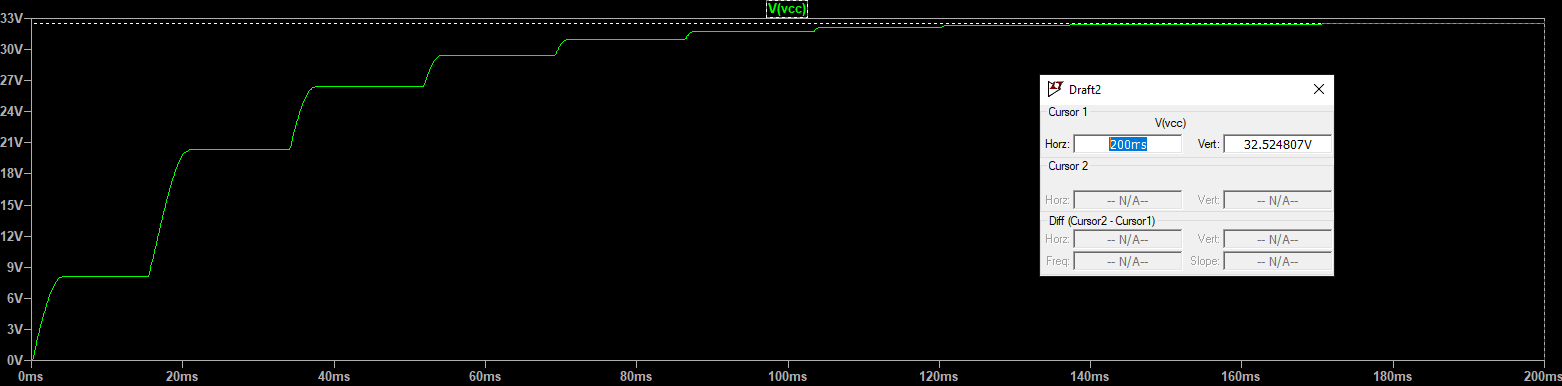 V(vcc)
33V
30V
27V
24V
21V
18V
15V
12V
9V
6V
3V
0V
0ms 20ms 40ms 60ms 80ms 100ms 120ms 140ms 160ms 180ms 200ms
Draft2
Cursor 1
V(vcc)
Horz: 200ms Vert: 32.524807V
Cursor 2
Horz: -- N/A-- Vert: -- N/A--
Diff (Cursor2 - Cursor1)
Horz: -- N/A-- Vert: -- N/A--
Freq: -- N/A-- Slope: -- N/A--